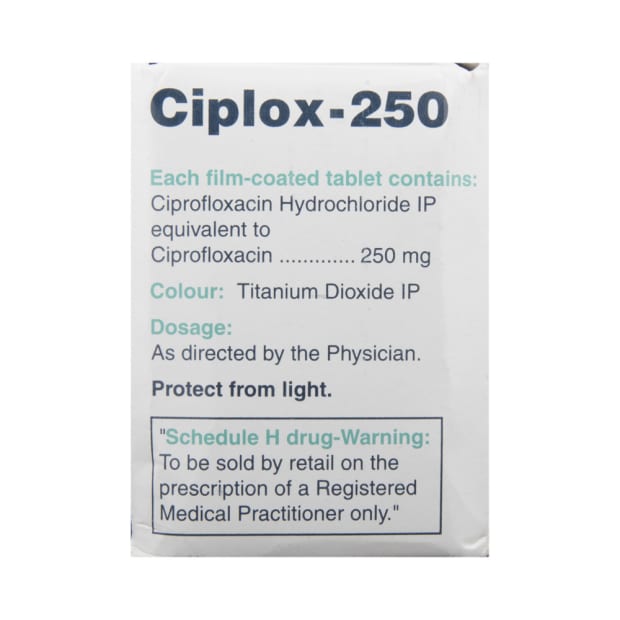 Ciplox-250
Each film-coated tablet contains:
Ciprofloxacin Hydrochloride IP
equivalent to
Ciprofloxacin ............. 250 mg
Colour: Titanium Dioxide IP
Dosage:
As directed by the Physician.
Protect from light.
"Schedule H drug-Warning:
To be sold by retail on the
prescription of a Registered
Medical Practitioner only."